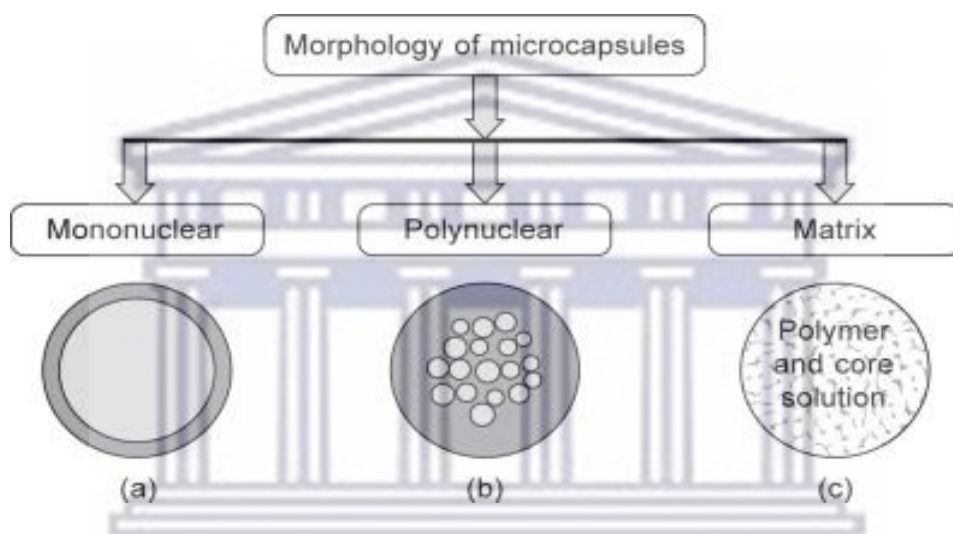 Morphology of microcapsules
Mononuclear
Polynuclear
Matrix
Polymer
and core
solution
(a)
(b)
(c)